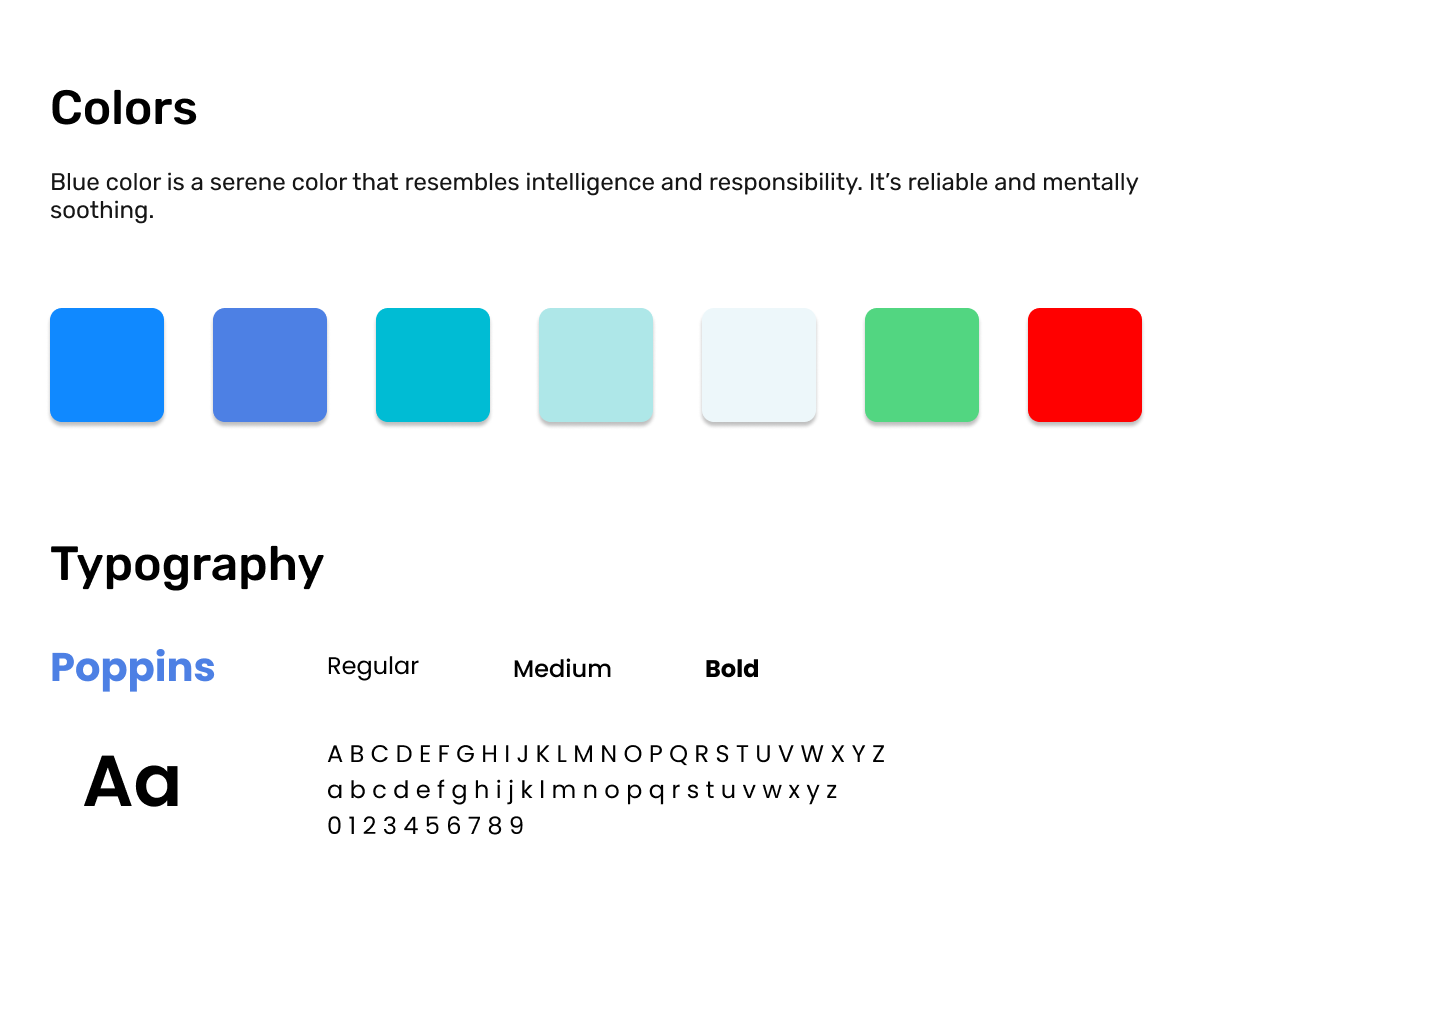 Colors
Blue color is a serene color that resembles intelligence and responsibility. It’s reliable and mentally
soothing.
Typography
Poppins
Regular
Medium
Bold
Aa
A B C D E F G H I J K L M N O P Q R S T U V W X Y Z
a b c d e f g h i j k l m n o p q r s t u v w x y z
0 1 2 3 4 5 6 7 8 9